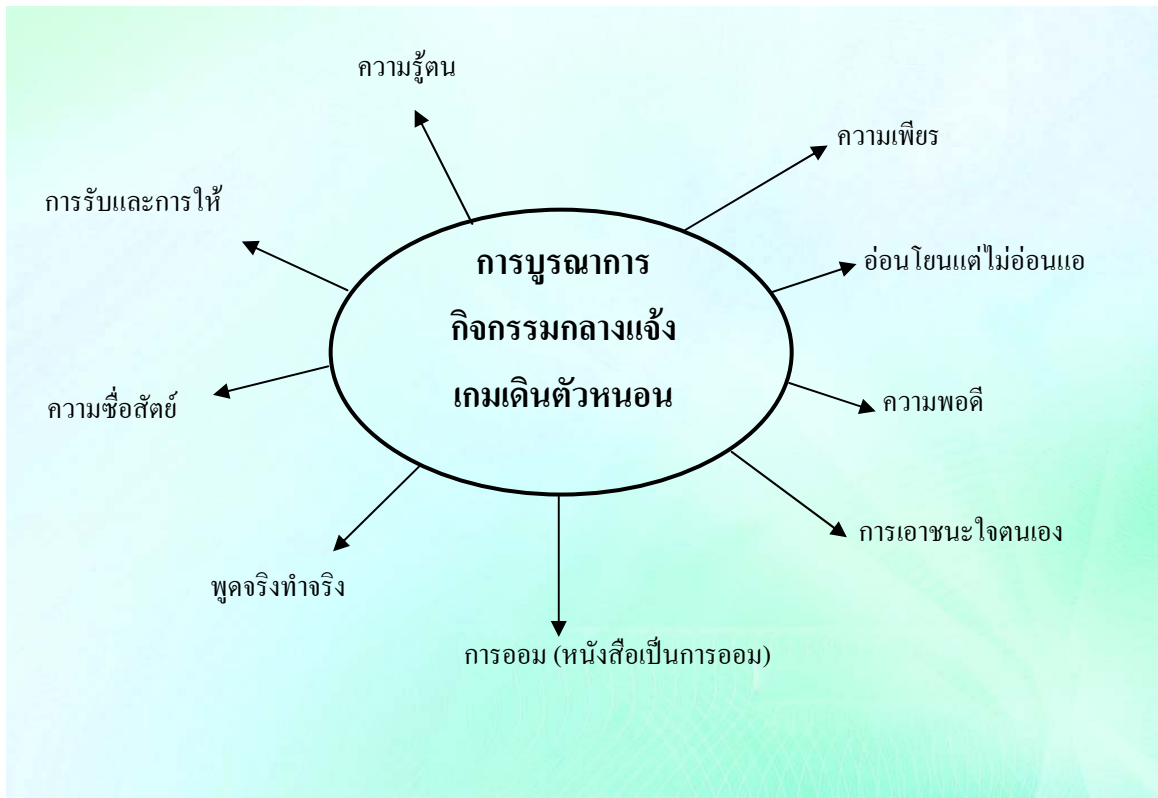 ความรู้ตน
ความเพียร
การรับและการให้
อ่อนโยนแต่ไม่อ่อนแอ
การบูรณาการ
กิจกรรมกลางแจ้ง
เกมเดินตัวหนอน
ความซื่อสัตย์
ความพอดี
การเอาชนะใจตนเอง
พูดจริงทำจริง
การออม (หนังสือเป็นการออม)